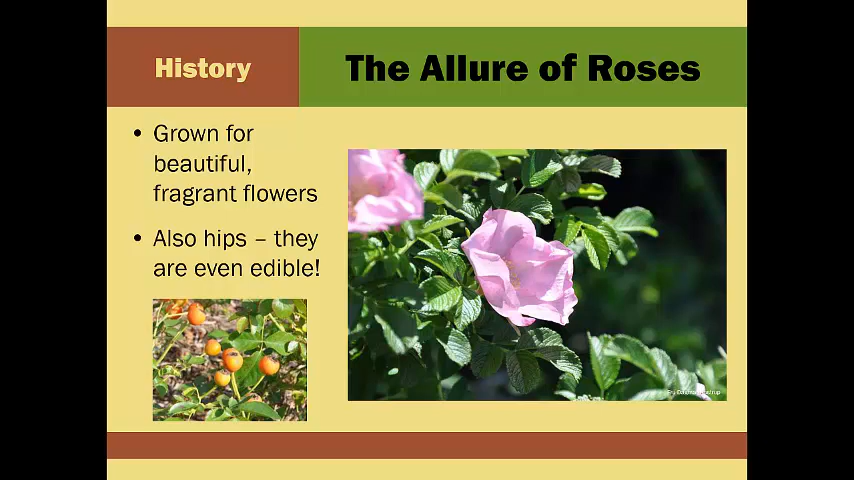 History
The Allure of Roses
• Grown for
beautiful,
fragrant flowers
• Also hips – they
are even edible!